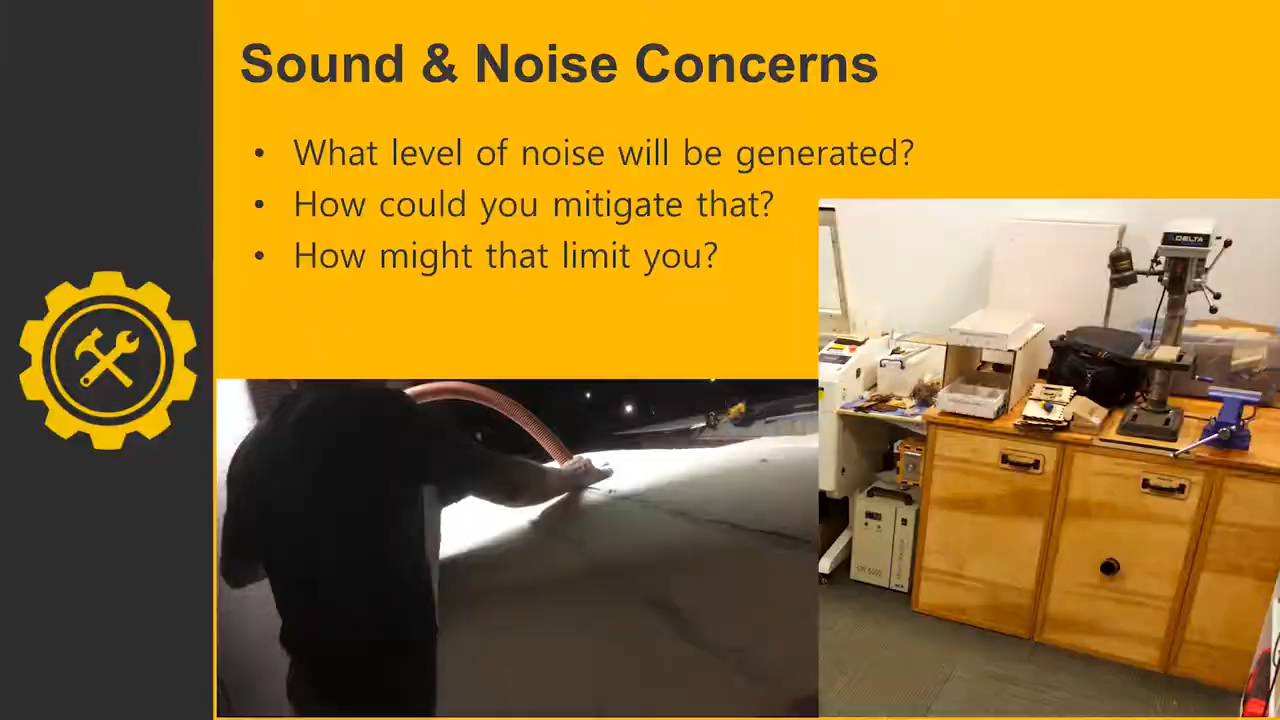 Sound & Noise Concerns
• What level of noise will be generated?
• How could you mitigate that?
• How might that limit you?
DELTA